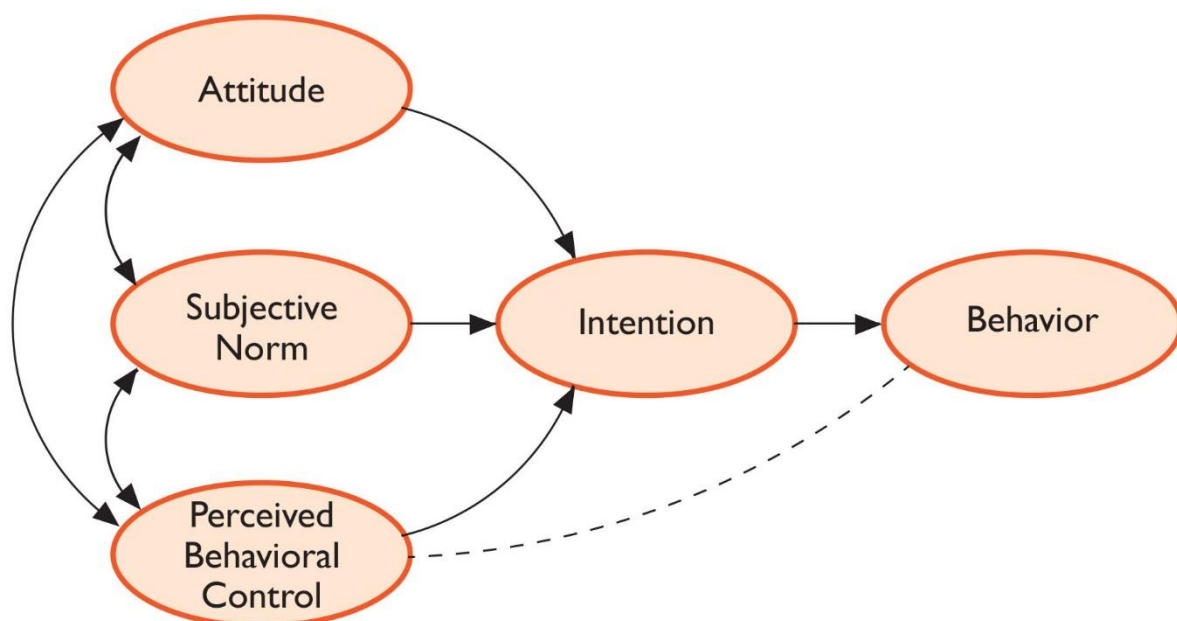 Attitude
Subjective
Norm
Intention
Behavior
Perceived
Behavioral
Control